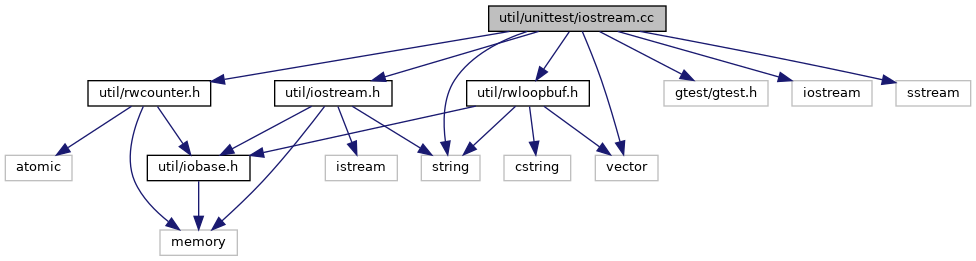 util/unittest/iostream.cc
util/rwcounter.h
util/iostream.h
util/rwloopbuf.h
gtest/gtest.h
iostream
sstream
atomic
util/iobase.h
istream
string
cstring
vector
memory